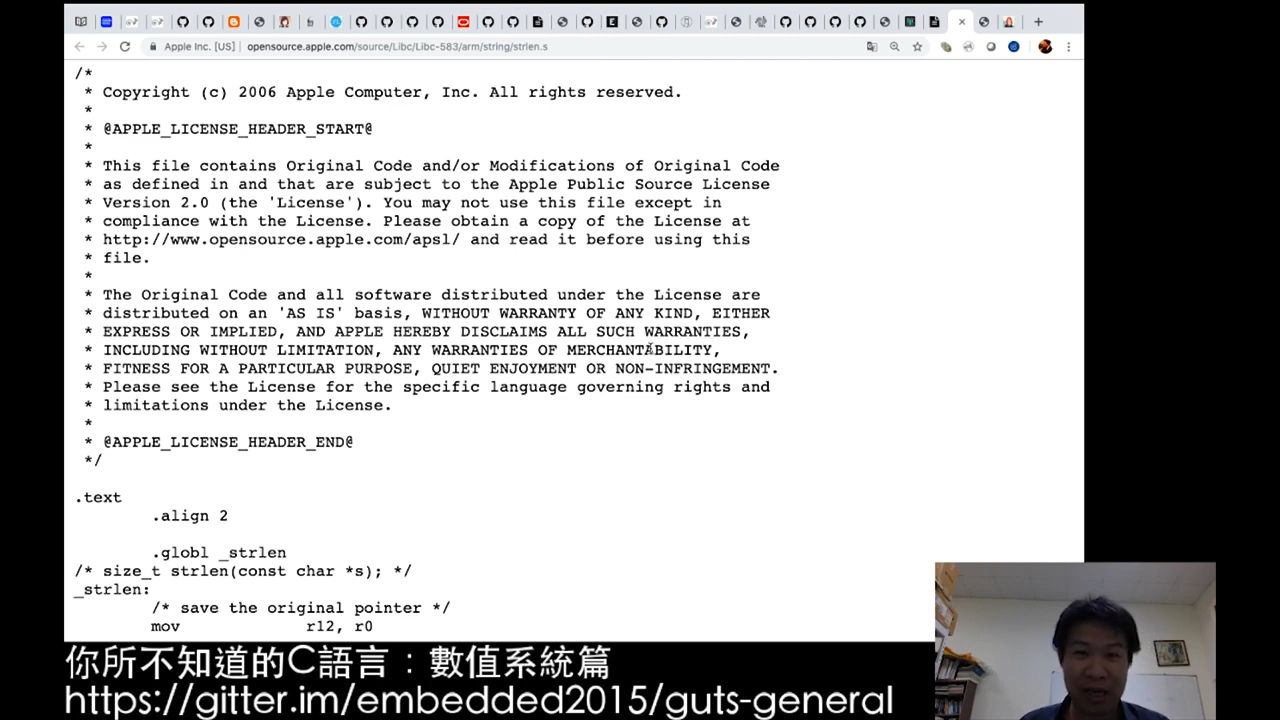 Apple Inc. [US] | opensource.apple.com/source/Libc/Libc-583/arm/string/strlen.s
/*
* Copyright (c) 2006 Apple Computer, Inc. All rights reserved.
*
* @APPLE_LICENSE_HEADER_START@
*
* This file contains Original Code and/or Modifications of Original Code
* as defined in and that are subject to the Apple Public Source License
* Version 2.0 (the 'License'). You may not use this file except in
* compliance with the License. Please obtain a copy of the License at
* http://www.opensource.apple.com/apsl/ and read it before using this
* file.
*
* The Original Code and all software distributed under the License are
* distributed on an 'AS IS' basis, WITHOUT WARRANTY OF ANY KIND, EITHER
* EXPRESS OR IMPLIED, AND APPLE HEREBY DISCLAIMS ALL SUCH WARRANTIES,
* INCLUDING WITHOUT LIMITATION, ANY WARRANTIES OF MERCHANTABILITY,
* FITNESS FOR A PARTICULAR PURPOSE, QUIET ENJOYMENT OR NON-INFRINGEMENT.
* Please see the License for the specific language governing rights and
* limitations under the License.
*
* @APPLE_LICENSE_HEADER_END@
*/
.text
.align 2
.globl _strlen
/* size_t strlen(const char *s); */
_strlen:
/* save the original pointer */
mov r12, r0
你所不知道的C語言：數值系統篇
https://gitter.im/embedded2015/guts-general